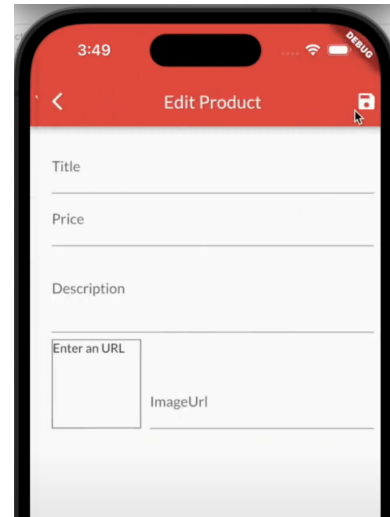 3:49
DEBUG
Edit Product
Title
Price
Description
Enter an URL
ImageUrl